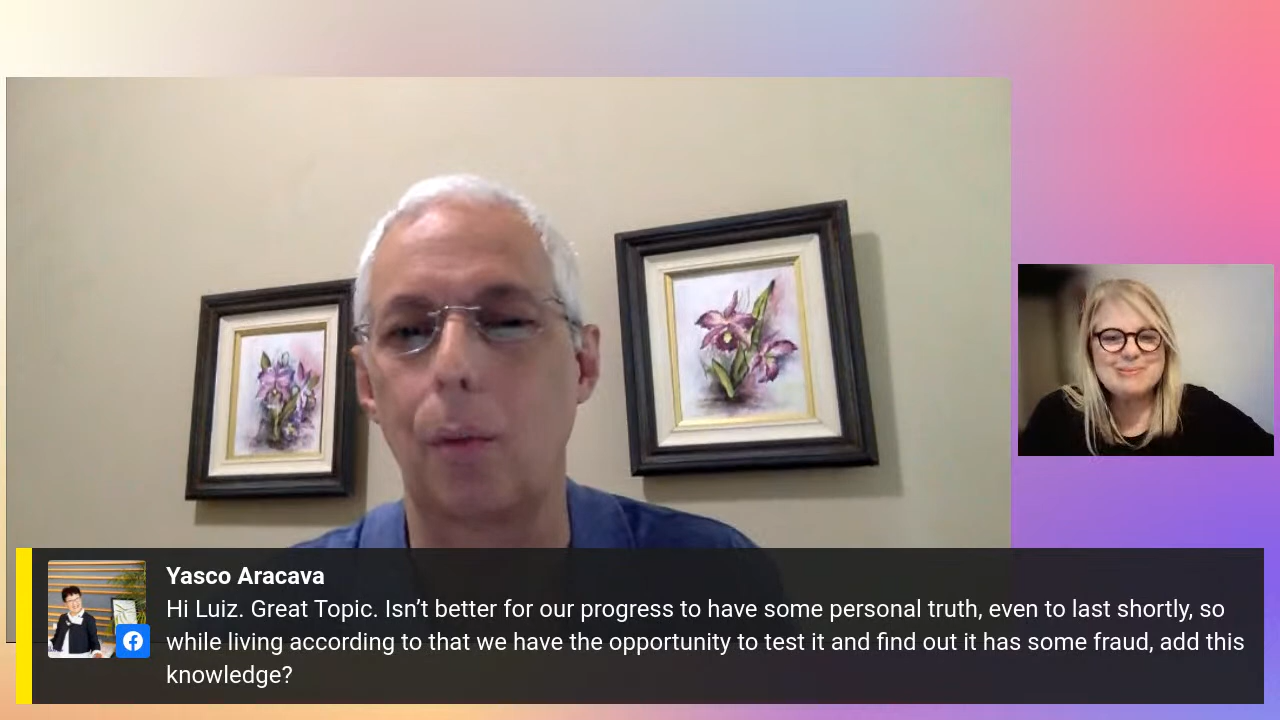 Yasco Aracava
Hi Luiz. Great Topic. Isn’t better for our progress to have some personal truth, even to last shortly, so
while living according to that we have the opportunity to test it and find out it has some fraud, add this
knowledge?